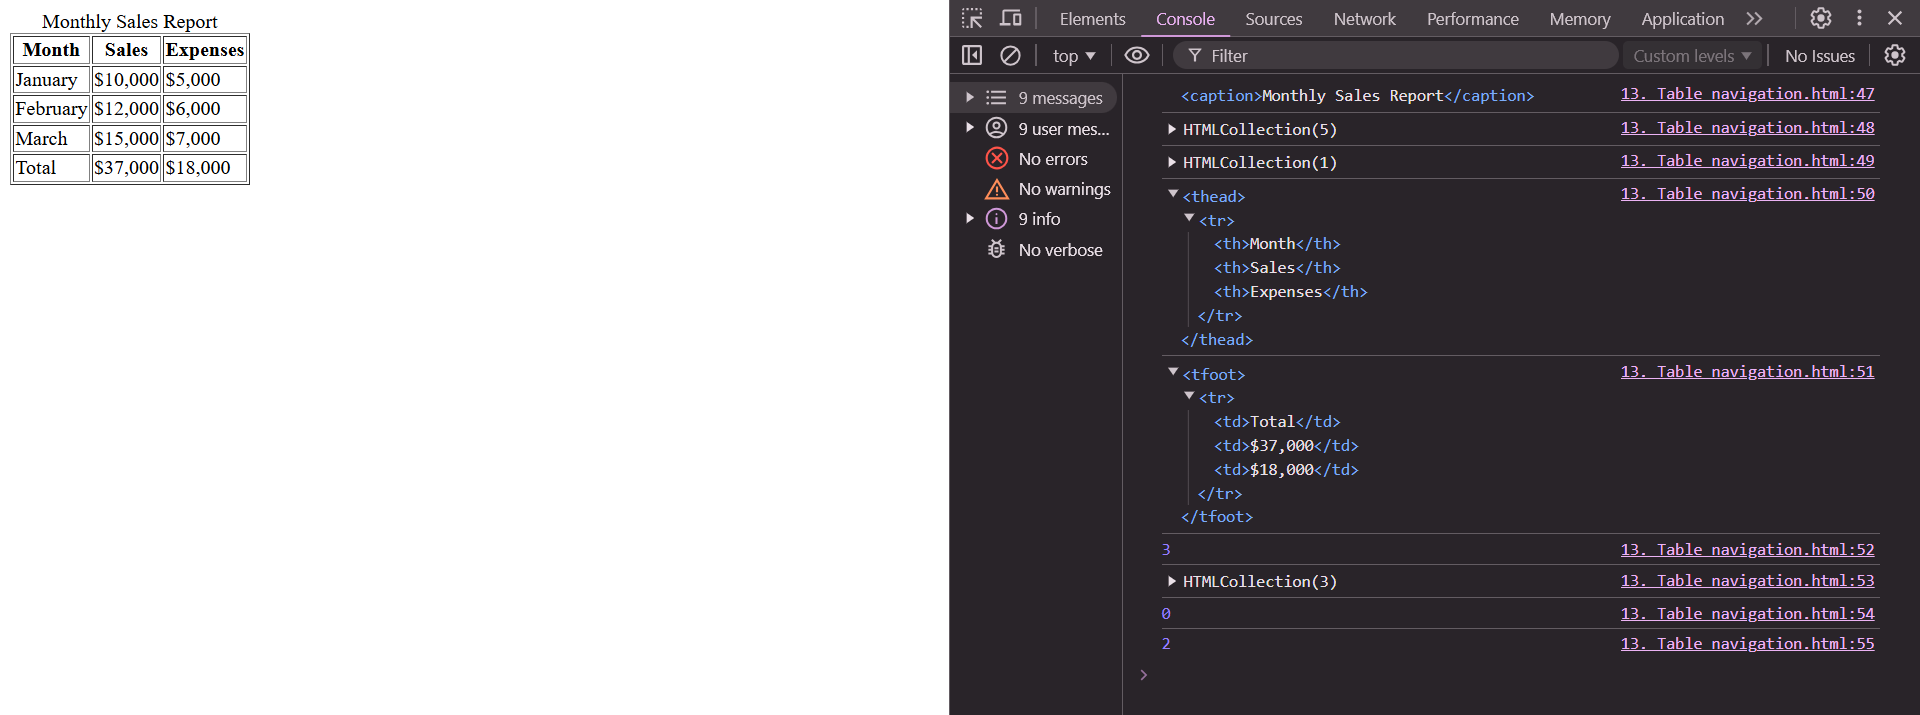 Monthly Sales Report
Month Sales Expenses
January $10,000 $5,000
February $12,000 $6,000
March $15,000 $7,000
Total $37,000 $18,000
Elements Console Sources Network Performance Memory Application
top Filter Custom levels No Issues
9 messages
9 user mes...
No errors
No warnings
9 info
No verbose
<caption>Monthly Sales Report</caption> 13. Table navigation.html:47
HTMLCollection(5) 13. Table navigation.html:48
HTMLCollection(1) 13. Table navigation.html:49
<thead> 13. Table navigation.html:50
<tr>
<th>Month</th>
<th>Sales</th>
<th>Expenses</th>
</tr>
</thead>
<tfoot> 13. Table navigation.html:51
<tr>
<td>Total</td>
<td>$37,000</td>
<td>$18,000</td>
</tr>
</tfoot>
3 13. Table navigation.html:52
HTMLCollection(3) 13. Table navigation.html:53
0 13. Table navigation.html:54
2 13. Table navigation.html:55